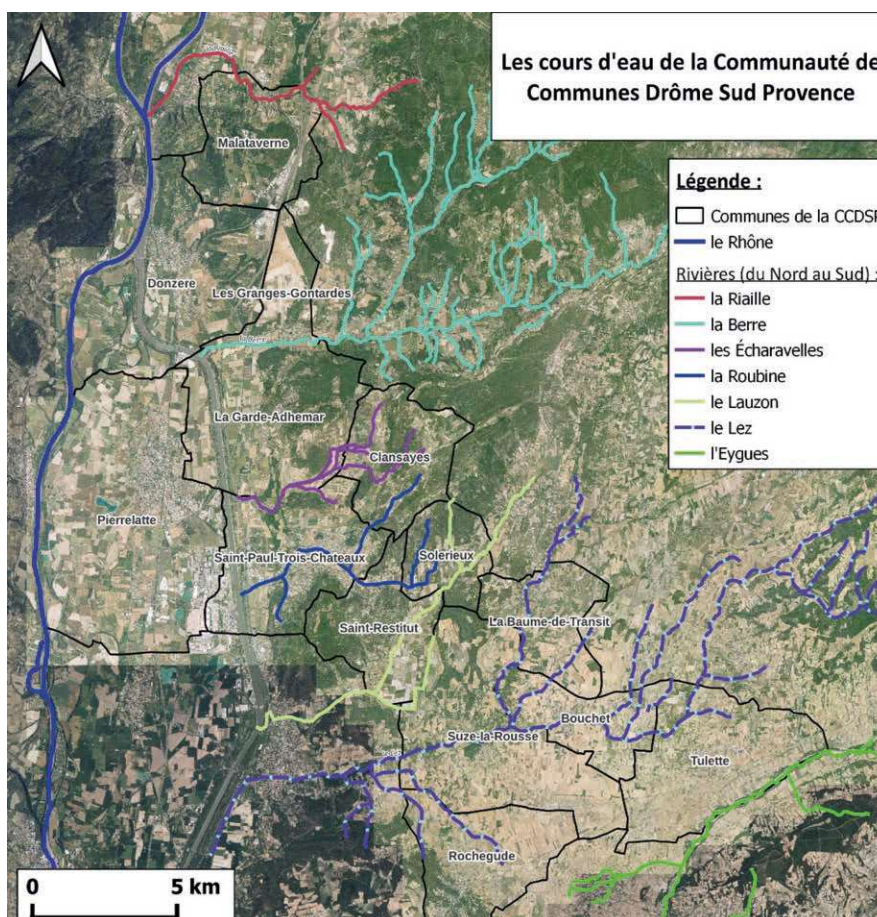 Les cours d'eau de la Communauté de
Communes Drôme Sud Provence
Légende :
Communes de la CCDSP
le Rhône
Rivières (du Nord au Sud) :
la Riaille
la Berre
les Écharavelles
la Roubine
le Lauzon
le Lez
l'Eygues
Malataverne
Donzere
Les Granges-Gontardes
La Garde-Adhemar
Clansayes
Pierrelatte
Saint-Paul-Trois-Chateaux
Solerieux
Saint-Restitut
La Baume-de-Transit
Bouchet
Suze-la-Rousse
Tulette
Rochegude
0 5 km